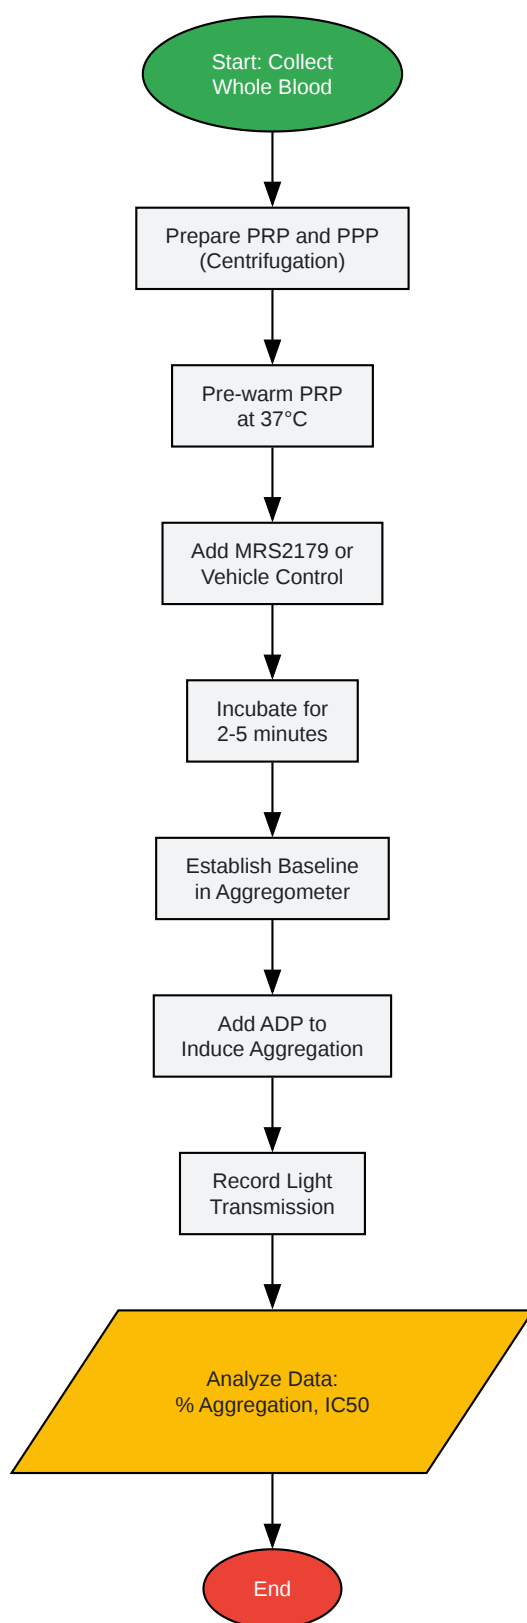 Start: Collect
Whole Blood
Prepare PRP and PPP
(Centrifugation)
Pre-warm PRP
at 37°C
Add MRS2179 or
Vehicle Control
Incubate for
2-5 minutes
Establish Baseline
in Aggregometer
Add ADP to
Induce Aggregation
Record Light
Transmission
Analyze Data:
% Aggregation, IC50
End